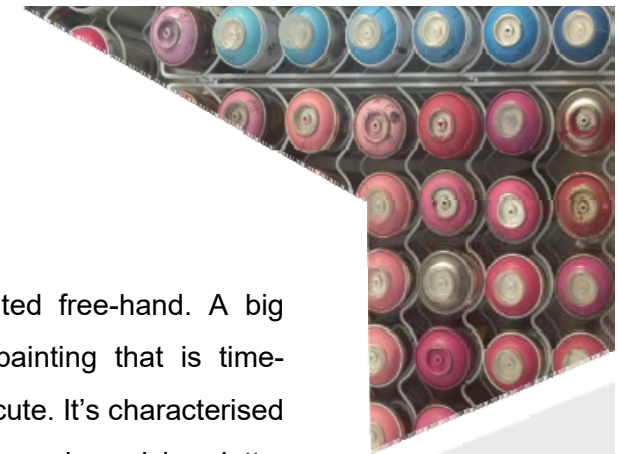 ted free-hand. A big
painting that is time-
cute. It's characterised